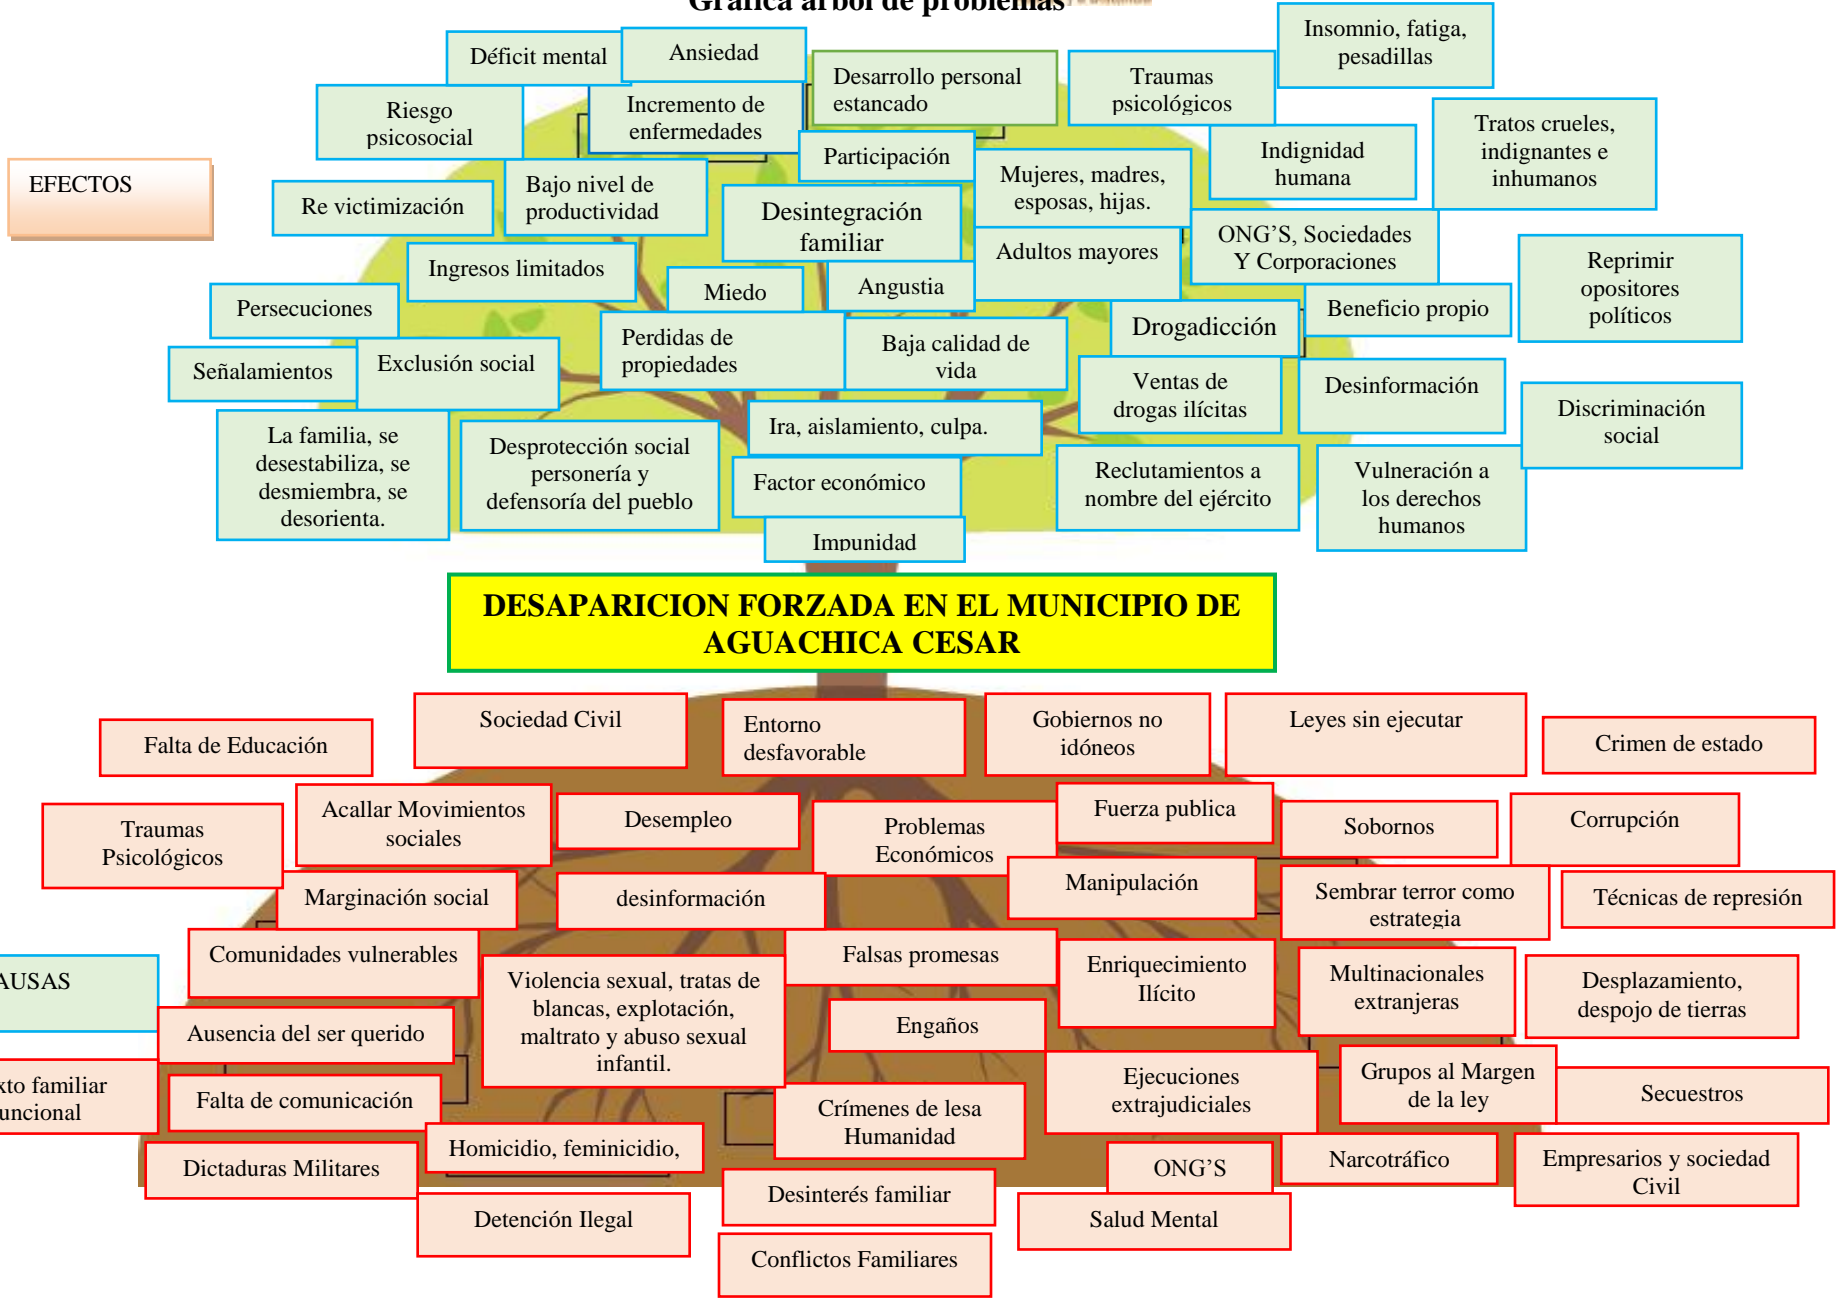 Gráfica árbol de problemas
Insomnio, fatiga,
pesadillas
Déficit mental
Ansiedad
Desarrollo personal
estancado
Traumas
psicológicos
Riesgo
psicosocial
Incremento de
enfermedades
Tratos crueles,
indignantes e
inhumanos
Participación
Indignidad
humana
EFECTOS
Re victimización
Bajo nivel de
productividad
Mujeres, madres,
esposas, hijas.
Desintegración
familiar
ONG'S, Sociedades
Y Corporaciones
Adultos mayores
Ingresos limitados
Reprimir
opositores
políticos
Miedo
Angustia
Persecuciones
Beneficio propio
Drogadicción
Perdidas de
propiedades
Baja calidad de
vida
Señalamientos
Exclusión social
Ventas de
drogas ilícitas
Desinformación
Discriminación
social
La familia, se
desestabiliza, se
desmiembra, se
desorienta.
Desprotección social
personería y
defensoría del pueblo
Ira, aislamiento, culpa.
Factor económico
Reclutamientos a
nombre del ejército
Vulneración a
los derechos
humanos
Impunidad
DESAPARICION FORZADA EN EL MUNICIPIO DE
AGUACHICA CESAR
Falta de Educación
Sociedad Civil
Entorno
desfavorable
Gobiernos no
idóneos
Leyes sin ejecutar
Crimen de estado
Traumas
Psicológicos
Acallar Movimientos
sociales
Desempleo
Problemas
Económicos
Fuerza publica
Sobornos
Corrupción
Marginación social
desinformación
Manipulación
Sembrar terror como
estrategia
Técnicas de represión
Comunidades vulnerables
Falsas promesas
Enriquecimiento
Ilícito
Multinacionales
extranjeras
Desplazamiento,
despojo de tierras
AUSAS
Violencia sexual, tratas de
blancas, explotación,
maltrato y abuso sexual
infantil.
Ausencia del ser querido
Engaños
xto familiar
uncional
Falta de comunicación
Ejecuciones
extrajudiciales
Grupos al Margen
de la ley
Secuestros
Crímenes de lesa
Humanidad
Homicidio, feminicidio,
Dictaduras Militares
ONG'S
Narcotráfico
Empresarios y sociedad
Civil
Desinterés familiar
Detención Ilegal
Salud Mental
Conflictos Familiares